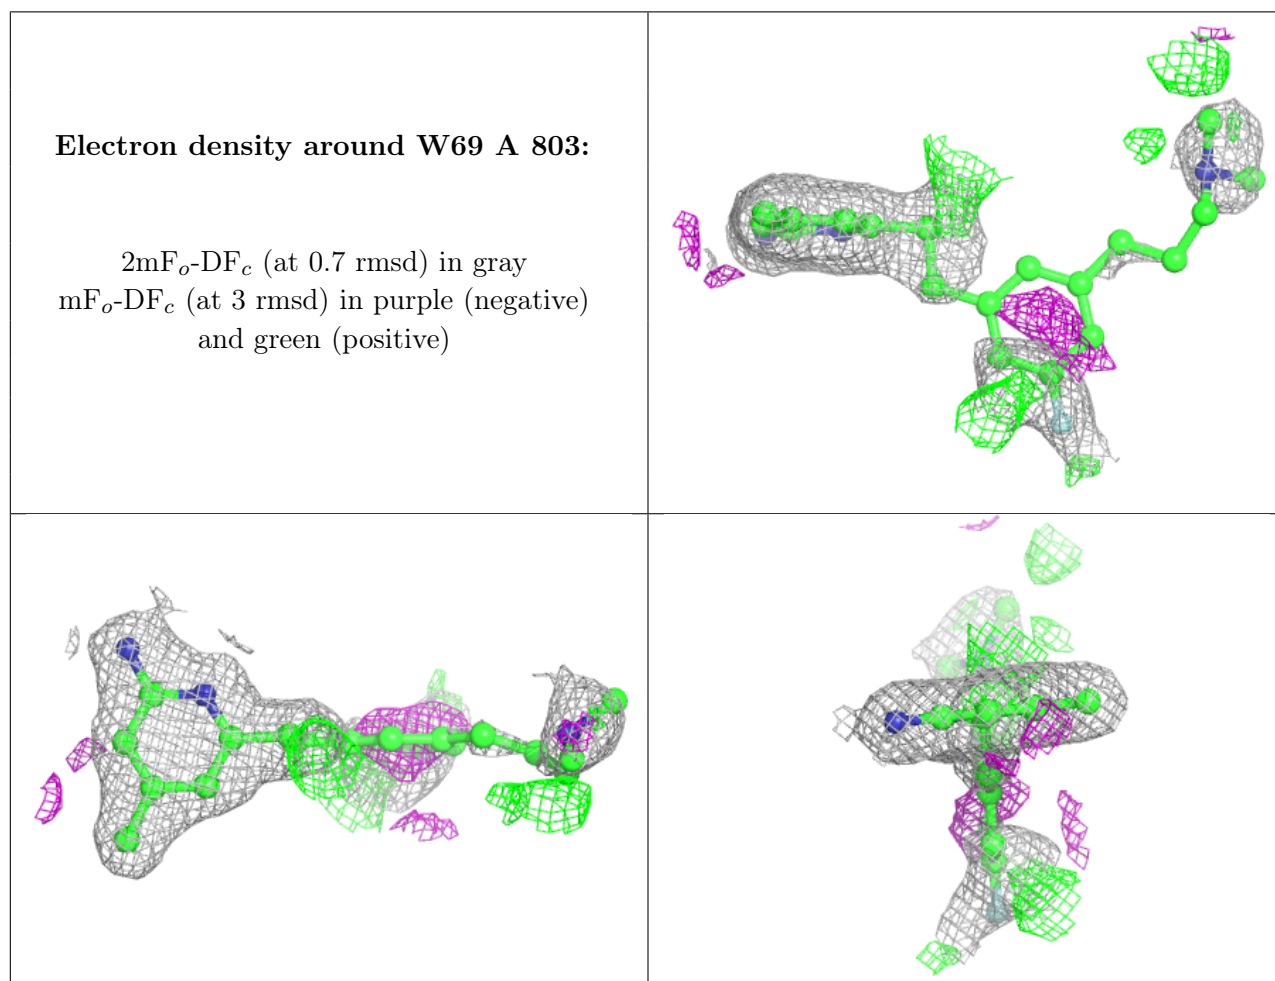 Electron density around W69 A 803:
2mFo-DFc (at 0.7 rmsd) in gray
mFo-DFc (at 3 rmsd) in purple (negative)
and green (positive)